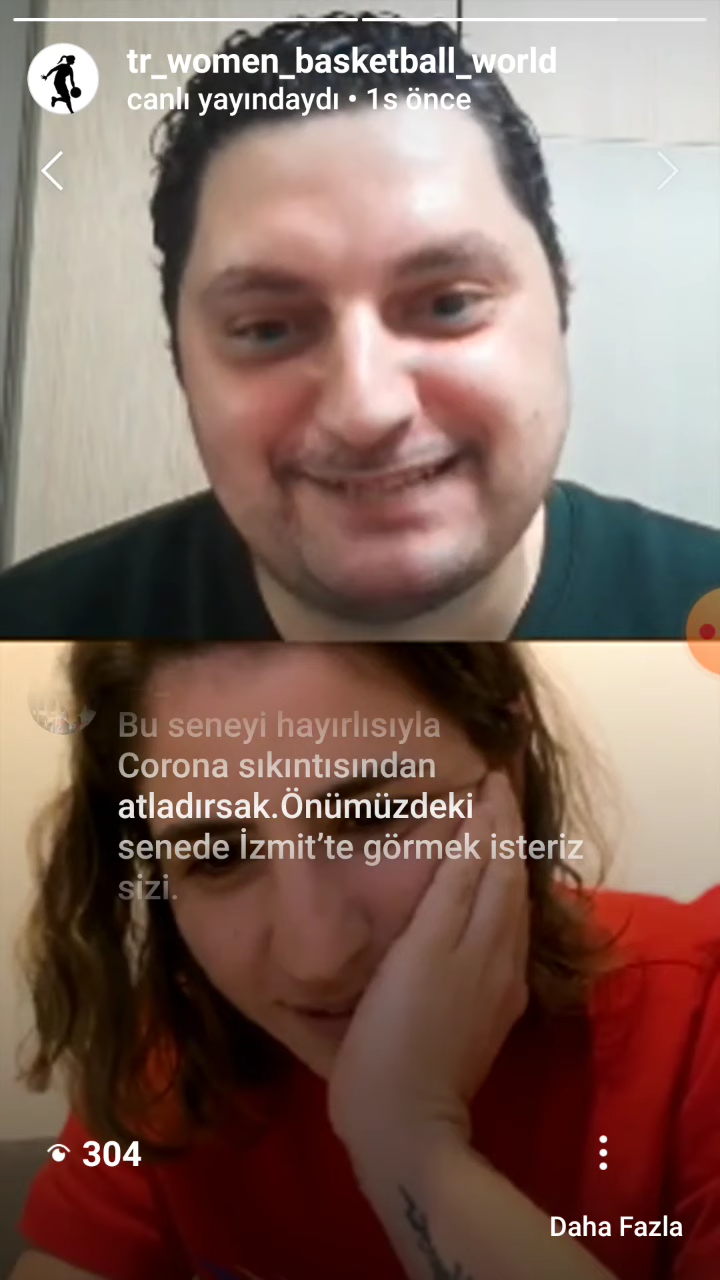 tr_women_basketball_world
canlı yayındaydı • 1s önce
Bu seneyi hayırlısıyla
Corona sıkıntısından
atladırsak.Önümüzdeki
senede İzmit’te görmek isteriz
sizi.
304
Daha Fazla